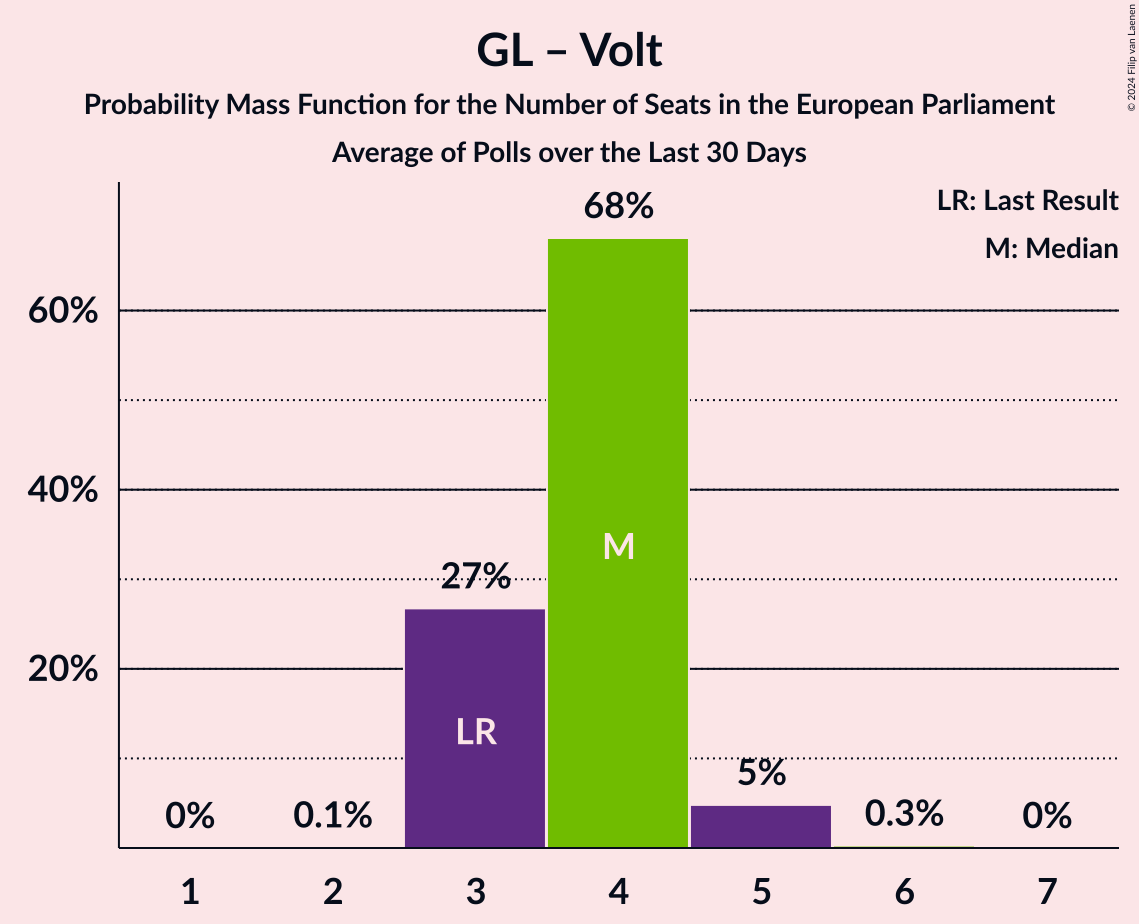 GL – Volt
Probability Mass Function for the Number of Seats in the European Parliament
Average of Polls over the Last 30 Days
© 2024 Filip van Laenen
LR: Last Result
M: Median
68%
60%
40%
20%
M
27%
LR
0%
0.1%
5%
0.3%
0%
1 2 3 4 5 6 7